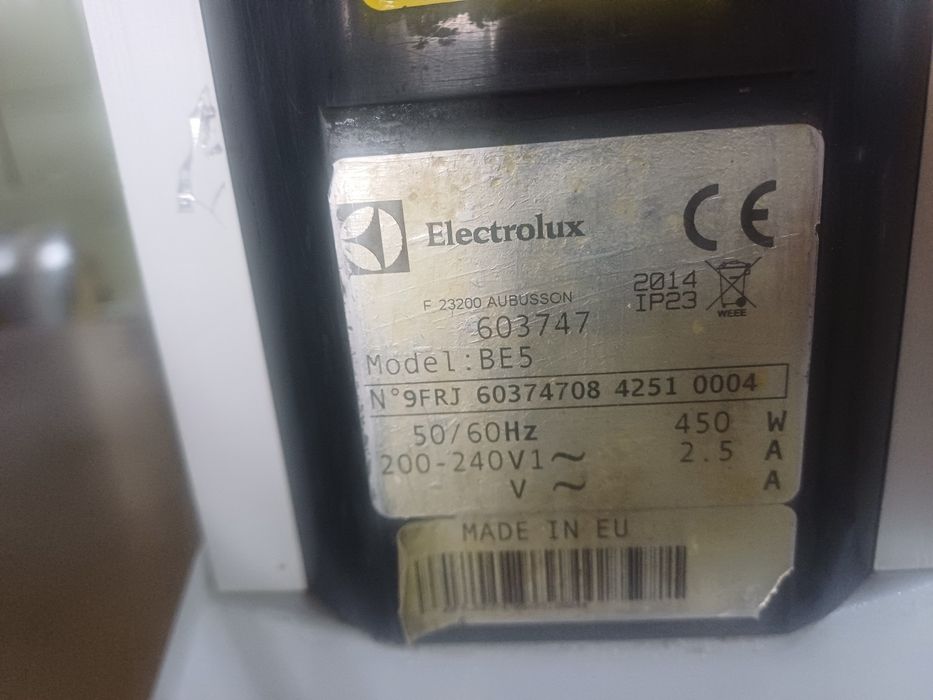 Electrolux
CE
F 23200 AUBUSSON
2014
IP23
WEEE
603747
Model:BE5
N°9FRJ 60374708 4251 0004
50/60Hz 450 W
200-240V1~ 2.5 A
V ~ A
MADE IN EU